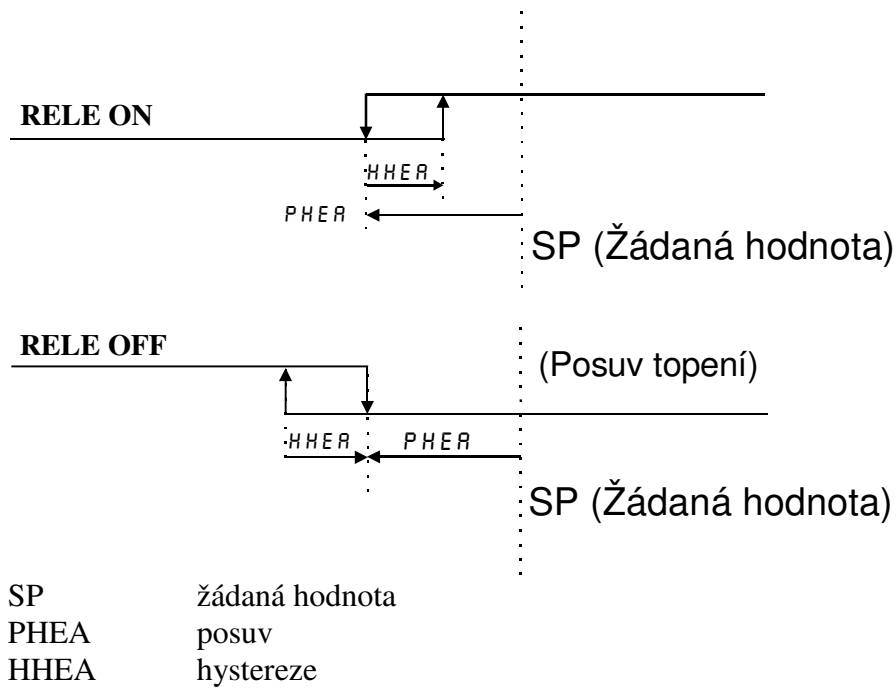 RELE ON
HHEA
PHEA
SP (Žádaná hodnota)
RELE OFF
(Posuv topení)
HHEA PHEA
SP (Žádaná hodnota)
SP žádaná hodnota
PHEA posuv
HHEA hystereze